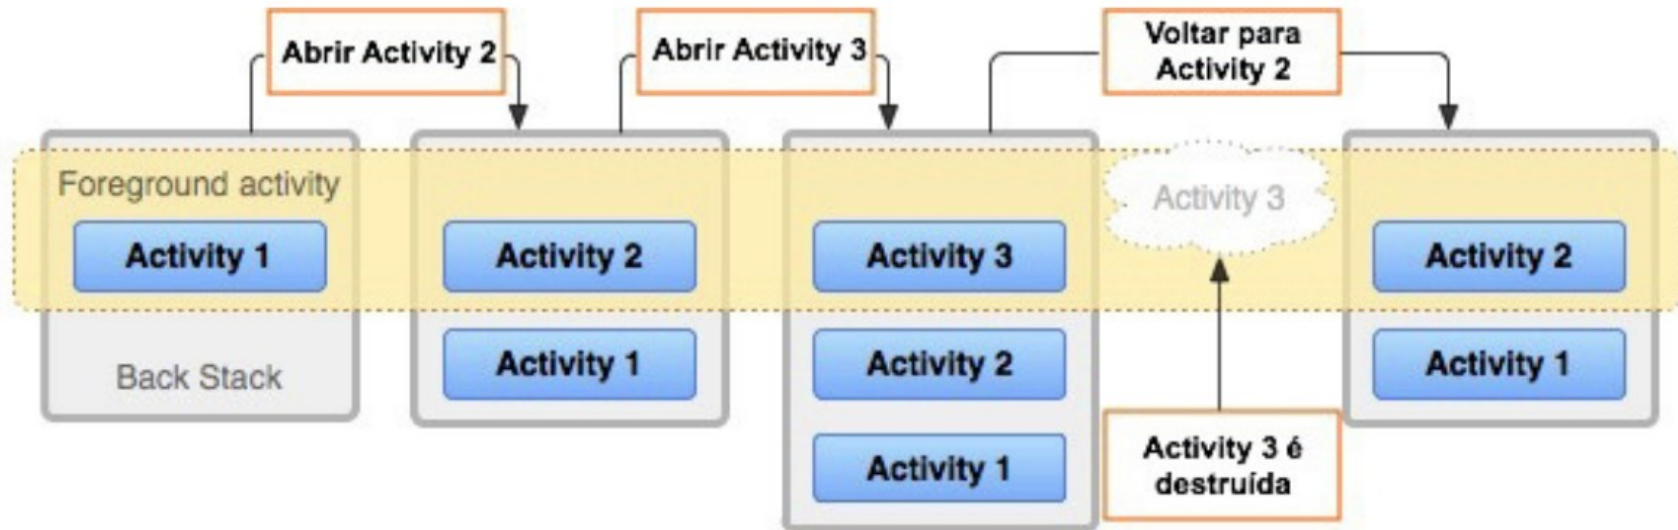 Abrir Activity 2
Abrir Activity 3
Voltar para
Activity 2
Foreground activity
Activity 1
Back Stack
Activity 2
Activity 1
Activity 3
Activity 2
Activity 1
Activity 3
Activity 3 é
destruída
Activity 2
Activity 1